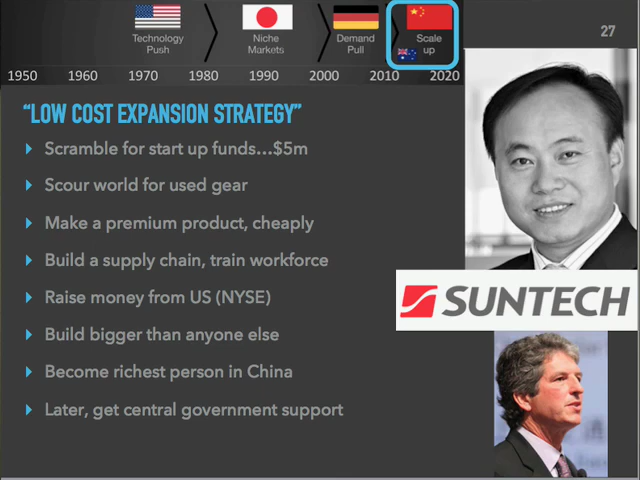 Technology
Push
Niche
Markets
Demand
Pull
Scale
up
27
1950 1960 1970 1980 1990 2000 2010 2020
“LOW COST EXPANSION STRATEGY”
Scramble for start up funds…$5m
Scour world for used gear
Make a premium product, cheaply
Build a supply chain, train workforce
Raise money from US (NYSE)
Build bigger than anyone else
Become richest person in China
Later, get central government support
SUNTECH